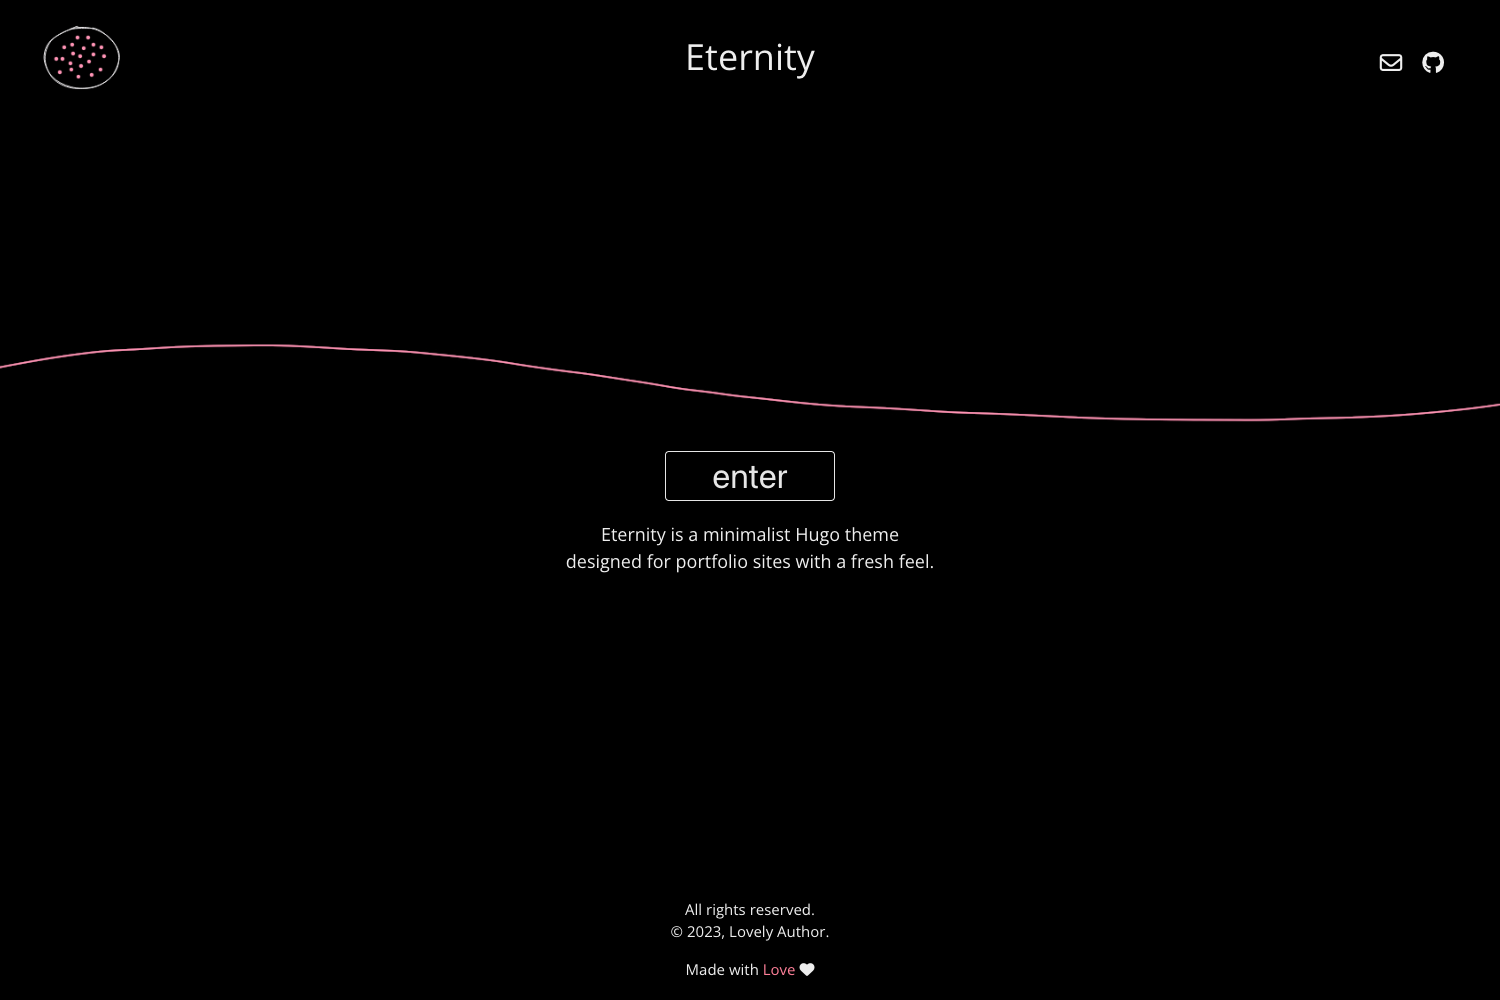 Eternity
enter
Eternity is a minimalist Hugo theme
designed for portfolio sites with a fresh feel.
All rights reserved.
© 2023, Lovely Author.
Made with Love